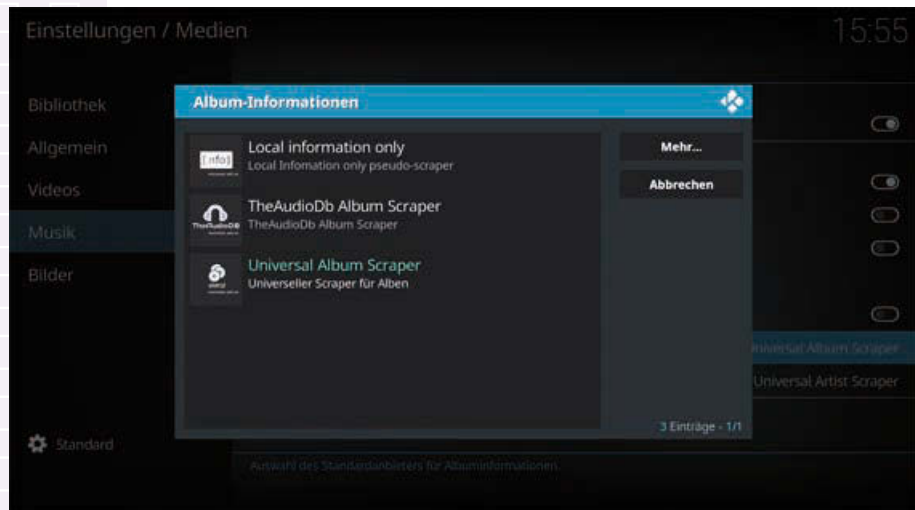 Einstellungen / Medien
15:55
Bibliothek
Allgemein
Videos
Musik
Bilder
Standard
Album-Informationen
[nfo]
Local information only
Local Infomation only pseudo-scraper
TheAudioDB
TheAudioDb Album Scraper
TheAudioDb Album Scraper
Universal Album Scraper
Universeller Scraper für Alben
Mehr...
Abbrechen
3 Einträge - 1/1
Universal Album Scraper
Universal Artist Scraper
Auswahl des Standardanbieters für Albuminformationen.